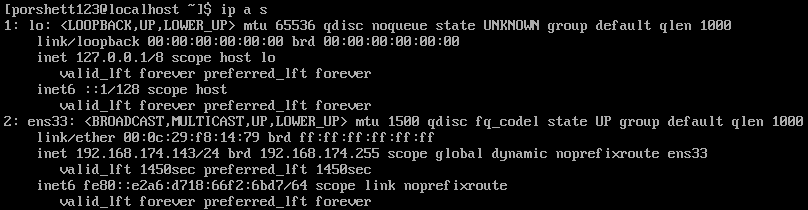 [porshett123@localhost ~]$ ip a s
1: lo: <LOOPBACK,UP,LOWER_UP> mtu 65536 qdisc noqueue state UNKNOWN group default qlen 1000
    link/loopback 00:00:00:00:00:00 brd 00:00:00:00:00:00
    inet 127.0.0.1/8 scope host lo
       valid_lft forever preferred_lft forever
    inet6 ::1/128 scope host
       valid_lft forever preferred_lft forever
2: ens33: <BROADCAST,MULTICAST,UP,LOWER_UP> mtu 1500 qdisc fq_codel state UP group default qlen 1000
    link/ether 00:0c:29:f8:14:79 brd ff:ff:ff:ff:ff:ff
    inet 192.168.174.143/24 brd 192.168.174.255 scope global dynamic noprefixroute ens33
       valid_lft 1450sec preferred_lft 1450sec
    inet6 fe80::e2a6:d718:66f2:6bd7/64 scope link noprefixroute
       valid_lft forever preferred_lft forever